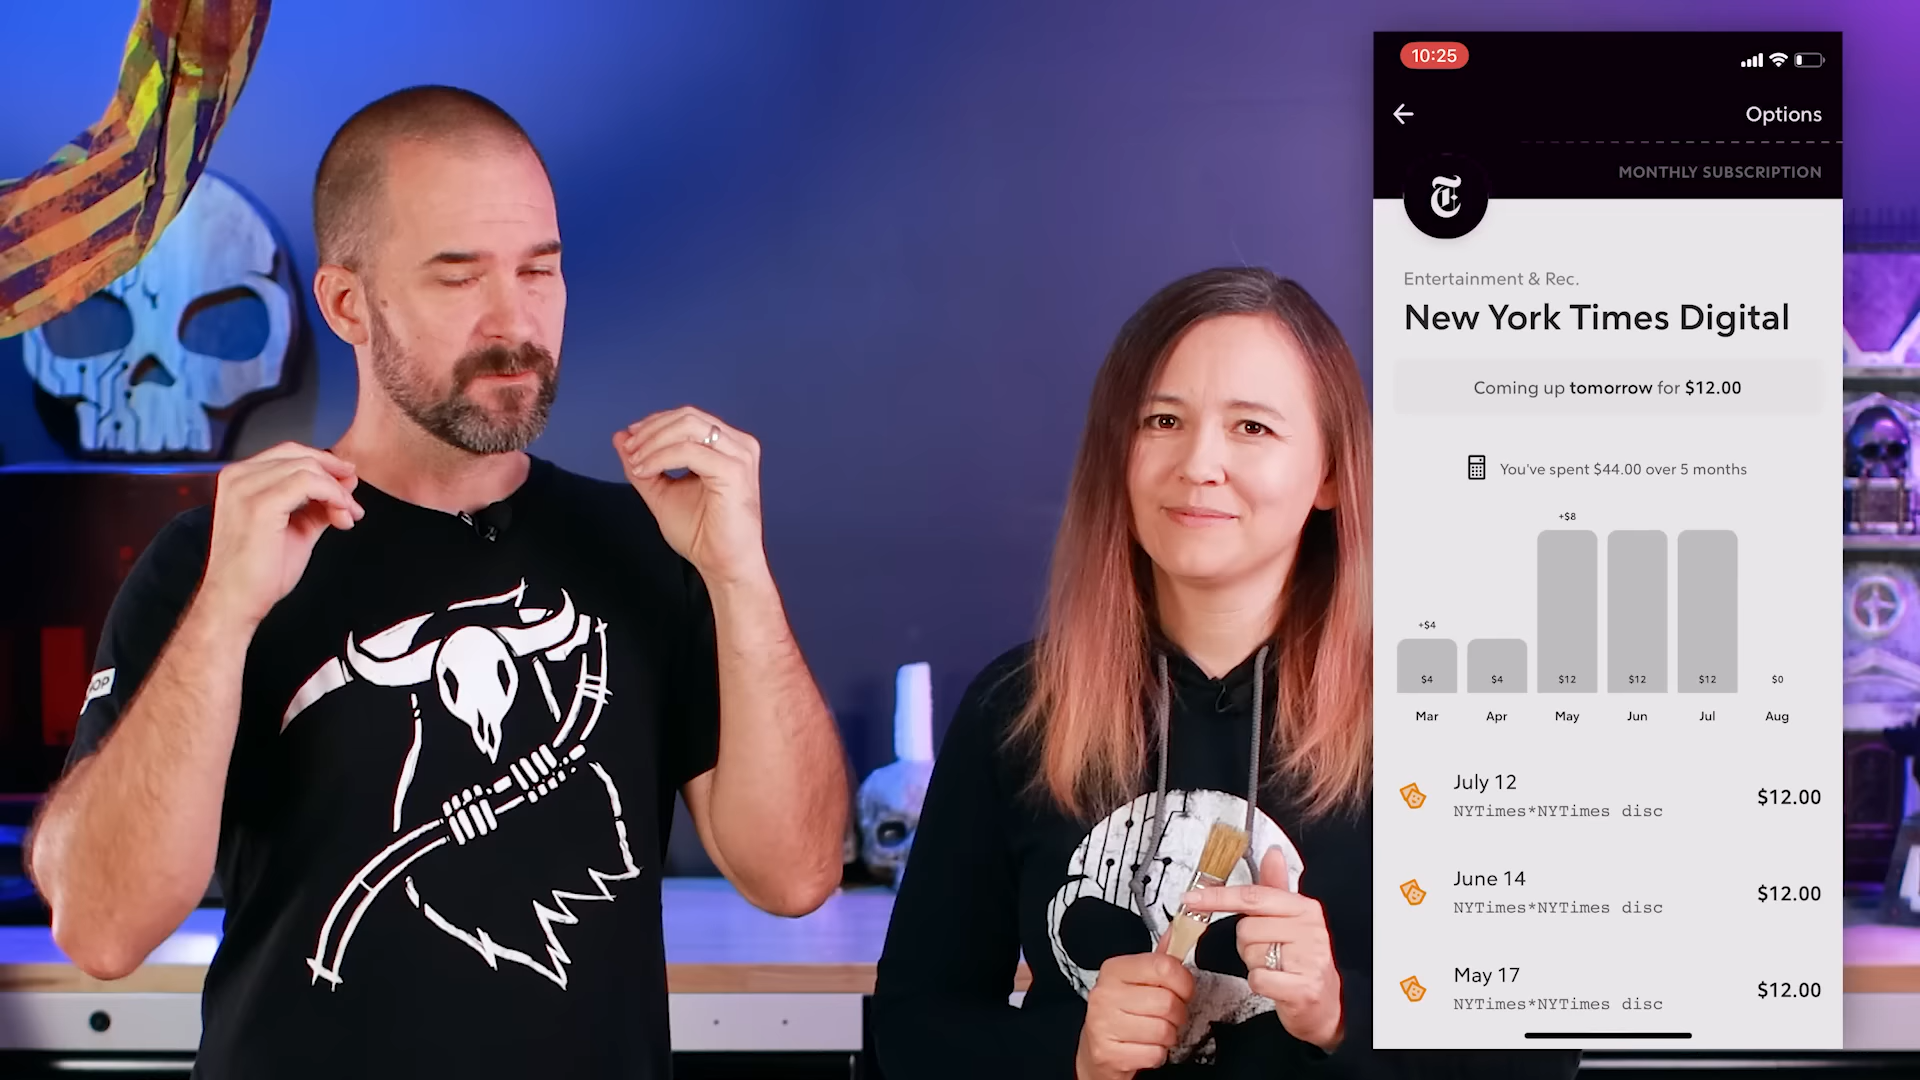 10:25
Options
MONTHLY SUBSCRIPTION
T
Entertainment & Rec.
New York Times Digital
Coming up tomorrow for $12.00
You've spent $44.00 over 5 months
+$8
+$4
$4 $4 $12 $12 $12 $0
Mar Apr May Jun Jul Aug
July 12
NYTimes*NYTimes disc
$12.00
June 14
NYTimes*NYTimes disc
$12.00
May 17
NYTimes*NYTimes disc
$12.00